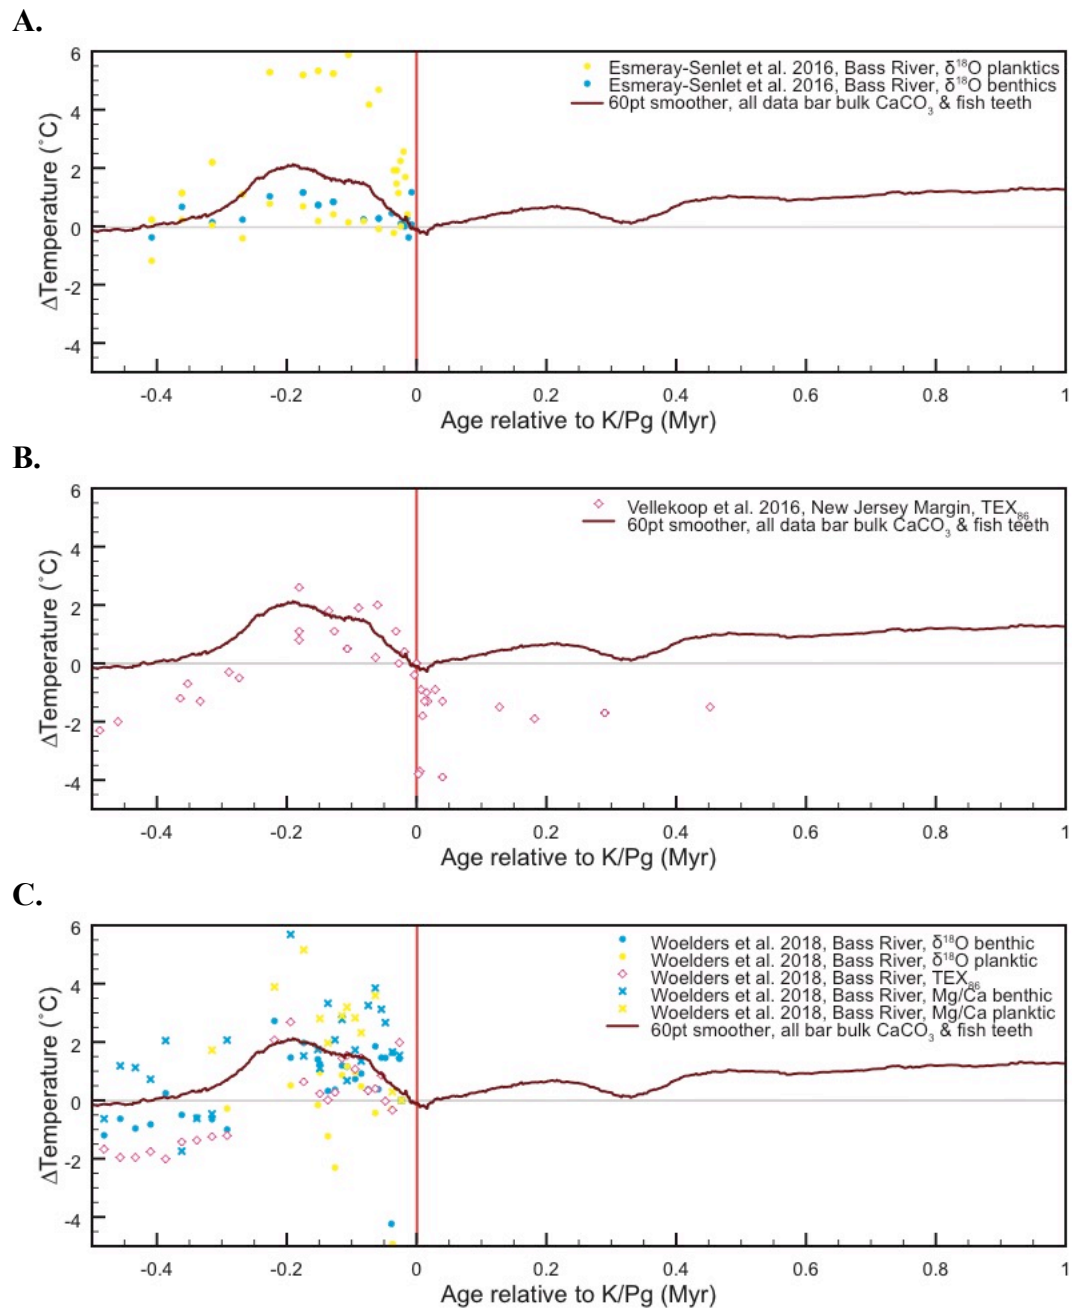 A.
6
Esmeray-Senlet et al. 2016, Bass River, δ¹⁸O planktics
Esmeray-Senlet et al. 2016, Bass River, δ¹⁸O benthics
60pt smoother, all data bar bulk CaCO₃ & fish teeth
4
2
0
-2
-4
ΔTemperature (˚C)
-0.4 -0.2 0 0.2 0.4 0.6 0.8 1
Age relative to K/Pg (Myr)
B.
6
Vellekoop et al. 2016, New Jersey Margin, TEX₈₆
60pt smoother, all data bar bulk CaCO₃ & fish teeth
4
2
0
-2
-4
ΔTemperature (˚C)
-0.4 -0.2 0 0.2 0.4 0.6 0.8 1
Age relative to K/Pg (Myr)
C.
6
Woelders et al. 2018, Bass River, δ¹⁸O benthic
Woelders et al. 2018, Bass River, δ¹⁸O planktic
Woelders et al. 2018, Bass River, TEX₈₆
Woelders et al. 2018, Bass River, Mg/Ca benthic
Woelders et al. 2018, Bass River, Mg/Ca planktic
60pt smoother, all bar bulk CaCO₃ & fish teeth
4
2
0
-2
-4
ΔTemperature (˚C)
-0.4 -0.2 0 0.2 0.4 0.6 0.8 1
Age relative to K/Pg (Myr)